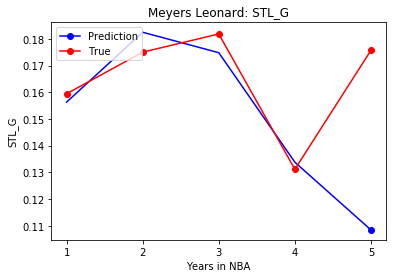 Meyers Leonard: STL_G
Prediction
True
0.18
0.17
0.16
0.15
0.14
0.13
0.12
0.11
STL_G
1
2
3
4
5
Years in NBA